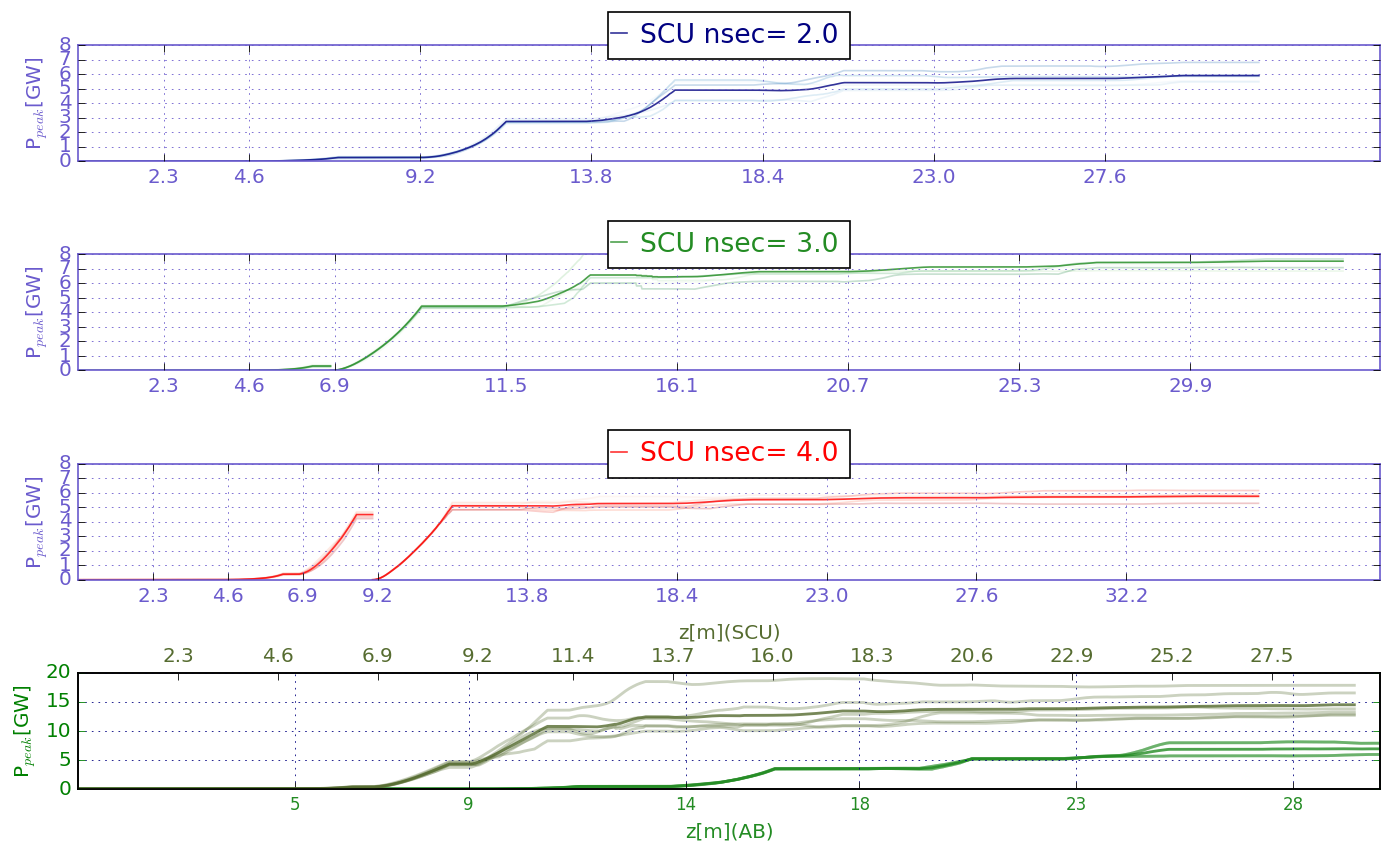 SCU nsec= 2.0
P_peak[GW]
8
7
6
5
4
3
2
1
0
2.3 4.6 9.2 13.8 18.4 23.0 27.6
SCU nsec= 3.0
P_peak[GW]
8
7
6
5
4
3
2
1
0
2.3 4.6 6.9 11.5 16.1 20.7 25.3 29.9
SCU nsec= 4.0
P_peak[GW]
8
7
6
5
4
3
2
1
0
2.3 4.6 6.9 9.2 13.8 18.4 23.0 27.6 32.2
z[m](SCU)
2.3 4.6 6.9 9.2 11.4 13.7 16.0 18.3 20.6 22.9 25.2 27.5
P_peak[GW]
20
15
10
5
0
5 9 14 18 23 28
z[m](AB)